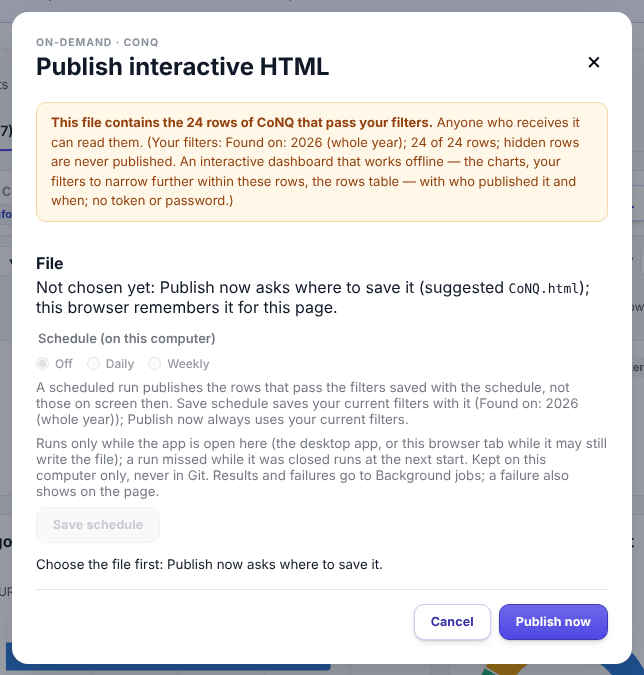 ON-DEMAND · CONQ
Publish interactive HTML
This file contains the 24 rows of CoNQ that pass your filters. Anyone who receives it
can read them. (Your filters: Found on: 2026 (whole year); 24 of 24 rows; hidden rows
are never published. An interactive dashboard that works offline — the charts, your
filters to narrow further within these rows, the rows table — with who published it and
when; no token or password.)
File
Not chosen yet: Publish now asks where to save it (suggested CoNQ.html);
this browser remembers it for this page.
Schedule (on this computer)
Off Daily Weekly
A scheduled run publishes the rows that pass the filters saved with the schedule, not
those on screen then. Save schedule saves your current filters with it (Found on: 2026
(whole year)); Publish now always uses your current filters.
Runs only while the app is open here (the desktop app, or this browser tab while it may still
write the file); a run missed while it was closed runs at the next start. Kept on this
computer only, never in Git. Results and failures go to Background jobs; a failure also
shows on the page.
Save schedule
Choose the file first: Publish now asks where to save it.
Cancel Publish now